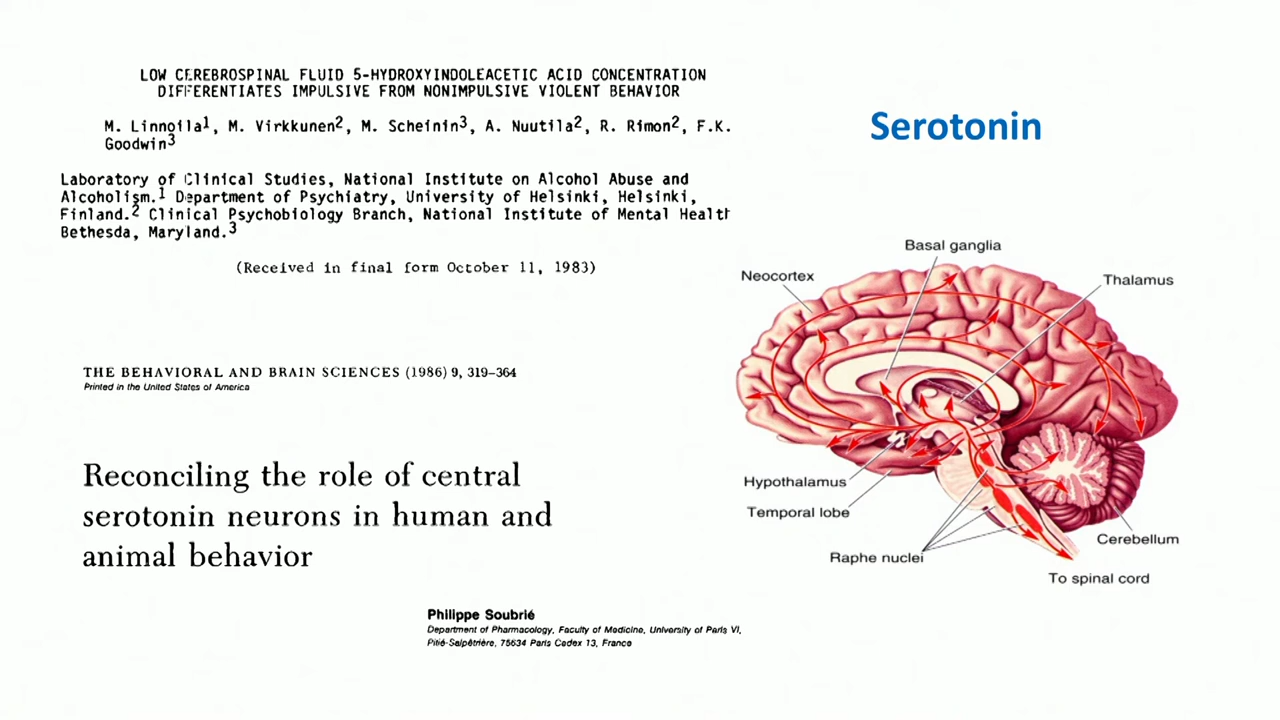 LOW CEREBROSPINAL FLUID 5-HYDROXYINDOLEACETIC ACID CONCENTRATION
DIFFERENTIATES IMPULSIVE FROM NONIMPULSIVE VIOLENT BEHAVIOR
M. Linnoila¹, M. Virkkunen², M. Scheinin³, A. Nuutila², R. Rimon², F.K.
Goodwin³
Laboratory of Clinical Studies, National Institute on Alcohol Abuse and
Alcoholism.¹ Department of Psychiatry, University of Helsinki, Helsinki,
Finland.² Clinical Psychobiology Branch, National Institute of Mental Health
Bethesda, Maryland.³
(Received in final form October 11, 1983)
THE BEHAVIORAL AND BRAIN SCIENCES (1986) 9, 319–364
Printed in the United States of America
Reconciling the role of central
serotonin neurons in human and
animal behavior
Philippe Soubrié
Department of Pharmacology, Faculty of Medicine, University of Paris VI,
Pitié-Salpêtrière, 75634 Paris Cedex 13, France
Serotonin
Basal ganglia
Neocortex
Thalamus
Hypothalamus
Temporal lobe
Raphe nuclei
Cerebellum
To spinal cord